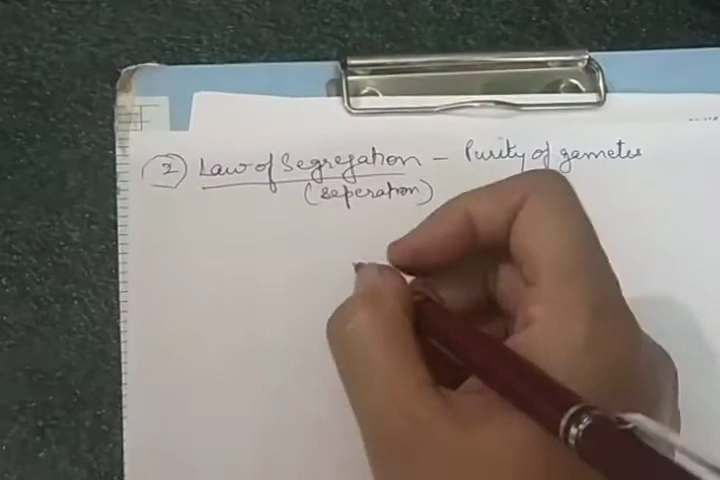 2 Law of Segregation - Purity of gametes
(seperation)